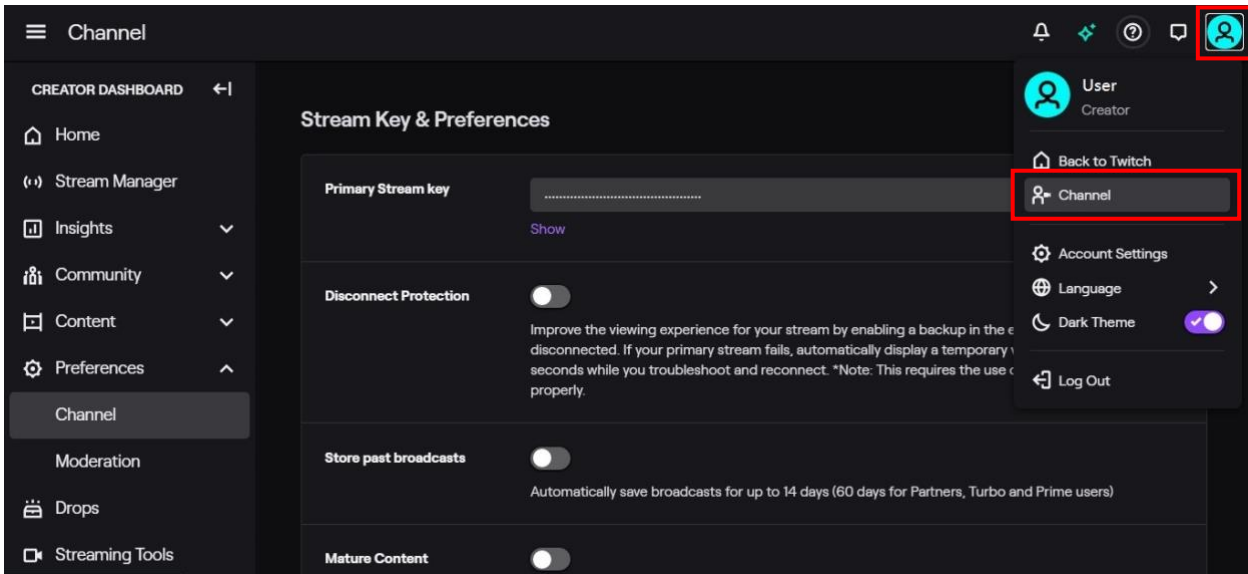 Channel
CREATOR DASHBOARD
Home
Stream Manager
Insights
Community
Content
Preferences
Channel
Moderation
Drops
Streaming Tools
Stream Key & Preferences
Primary Stream key
Show
Disconnect Protection
Improve the viewing experience for your stream by enabling a backup in the
disconnected. If your primary stream fails, automatically display a temporary
seconds while you troubleshoot and reconnect. *Note: This requires the use
properly.
Store past broadcasts
Automatically save broadcasts for up to 14 days (60 days for Partners, Turbo and Prime users)
Mature Content
User
Creator
Back to Twitch
Channel
Account Settings
Language
Dark Theme
Log Out